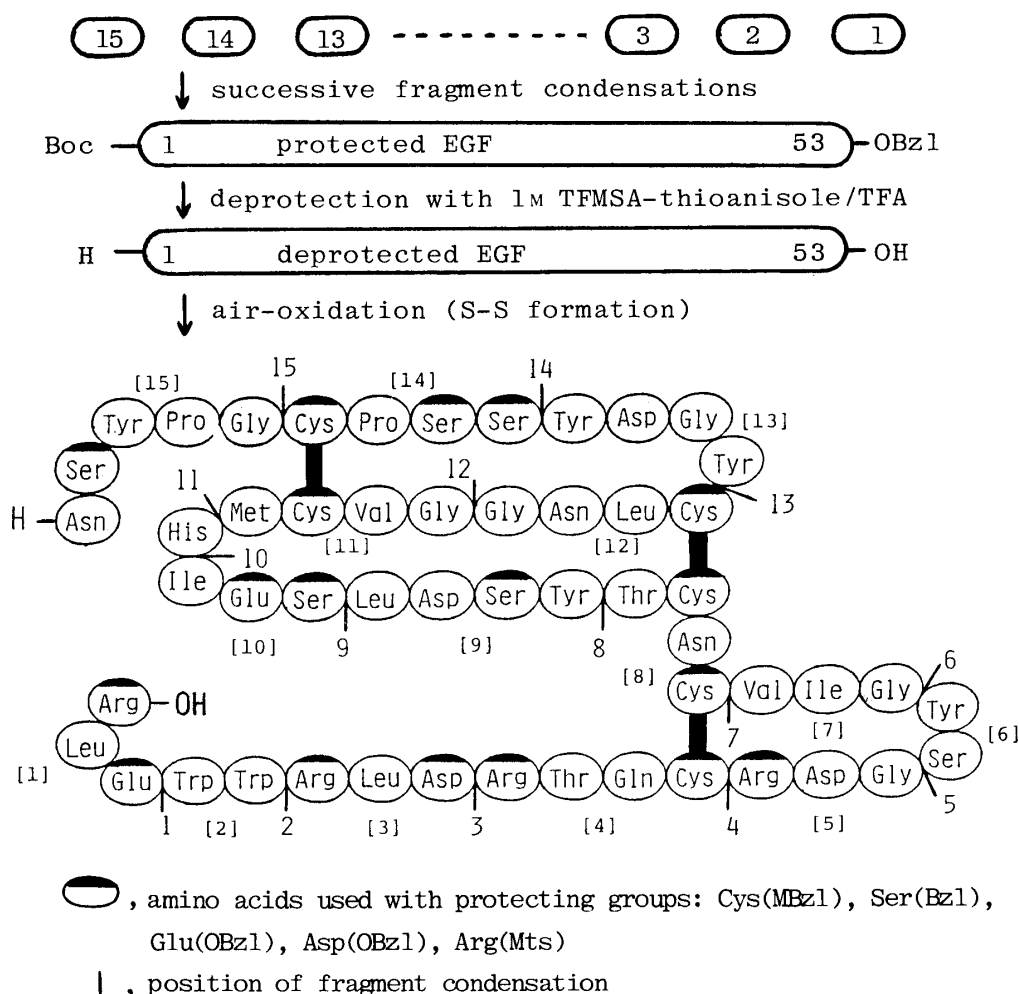 15 14 13 3 2 1
successive fragment condensations
Boc 1 protected EGF 53 OBzl
deprotection with 1M TFMSA-thioanisole/TFA
H 1 deprotected EGF 53 OH
air-oxidation (S-S formation)
[15] 15 [14] 14
Tyr Pro Gly Cys Pro Ser Ser Tyr Asp Gly [13]
Ser Tyr
11 12 13
H Asn Met Cys Val Gly Gly Asn Leu Cys
His [11] [12]
10
Ile Glu Ser Leu Asp Ser Tyr Thr Cys
[10] 9 [9] 8 Asn
[8] 6
Arg OH Cys Val Ile Gly Tyr
Leu 7 [7] [6]
[1] Ser
Glu Trp Trp Arg Leu Asp Arg Thr Gln Cys Arg Asp Gly
1 [2] 2 [3] 3 [4] 4 [5] 5
, amino acids used with protecting groups: Cys(MBzl), Ser(Bzl),
Glu(OBzl), Asp(OBzl), Arg(Mts)
, position of fragment condensation